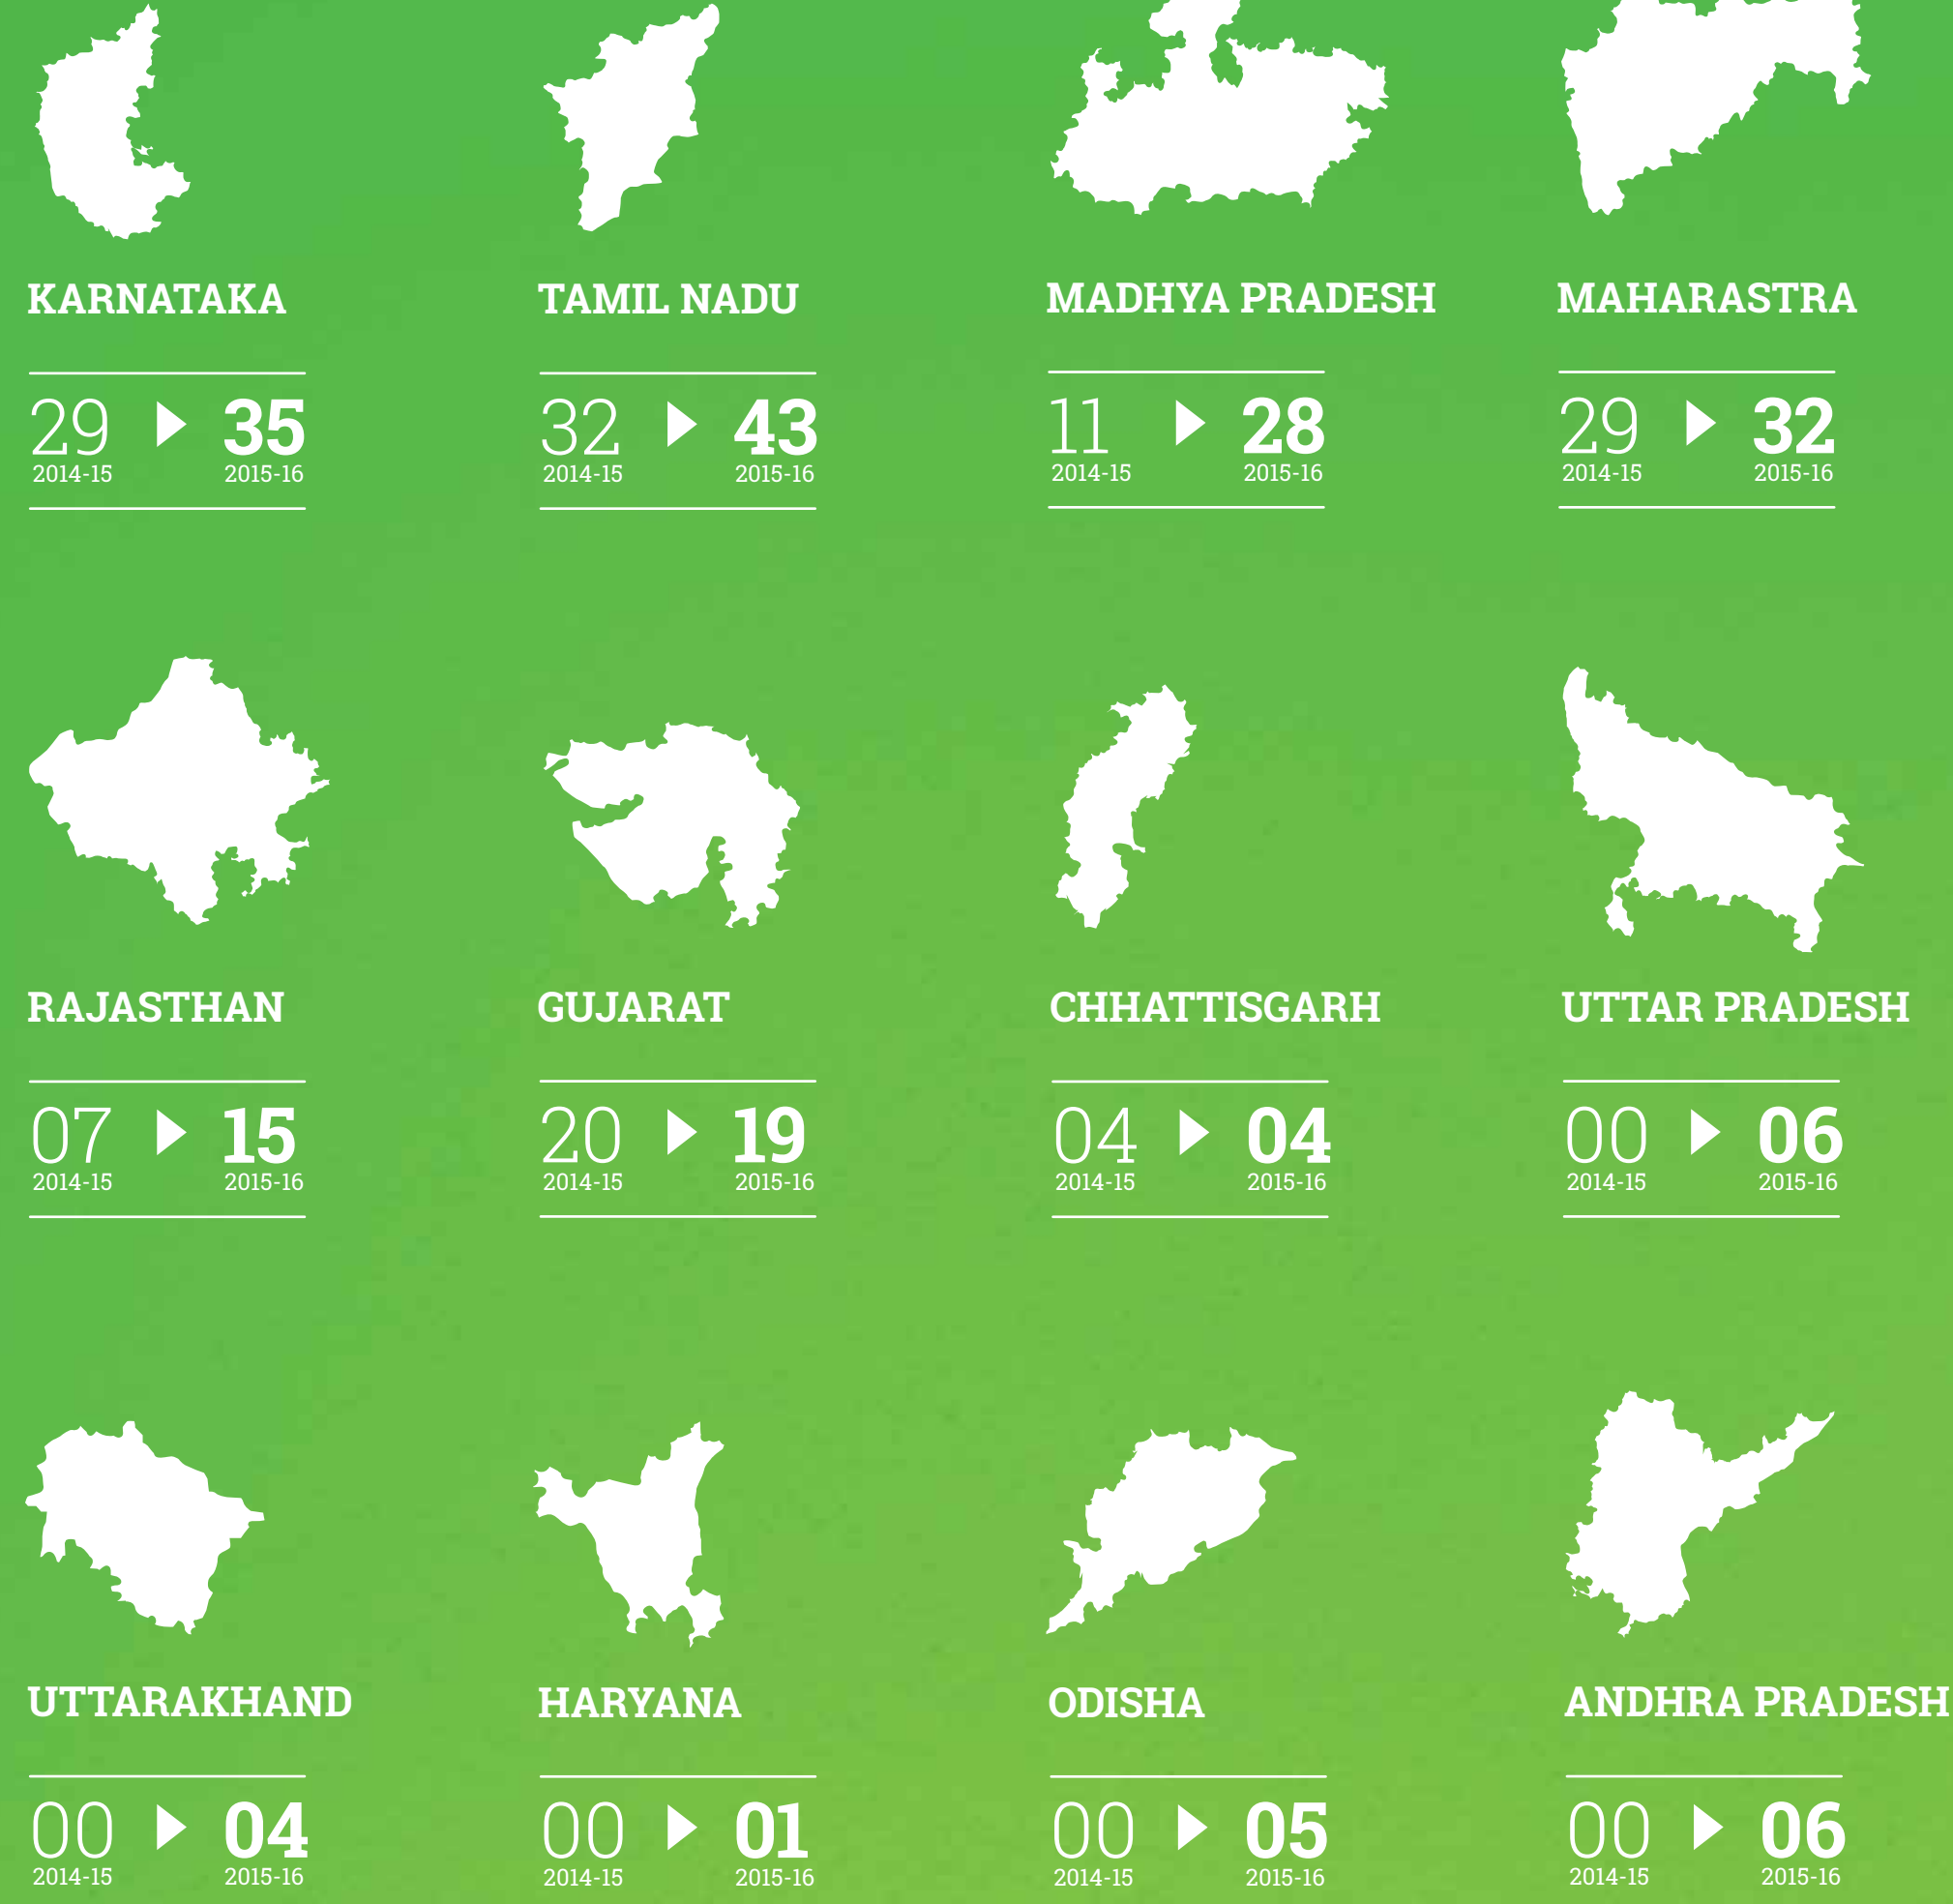 KARNATAKA
29 35
2014-15 2015-16
TAMIL NADU
32 43
2014-15 2015-16
MADHYA PRADESH
11 28
2014-15 2015-16
MAHARASTRA
29 32
2014-15 2015-16
RAJASTHAN
07 15
2014-15 2015-16
GUJARAT
20 19
2014-15 2015-16
CHHATTISGARH
04 04
2014-15 2015-16
UTTAR PRADESH
00 06
2014-15 2015-16
UTTARAKHAND
00 04
2014-15 2015-16
HARYANA
00 01
2014-15 2015-16
ODISHA
00 05
2014-15 2015-16
ANDHRA PRADESH
00 06
2014-15 2015-16